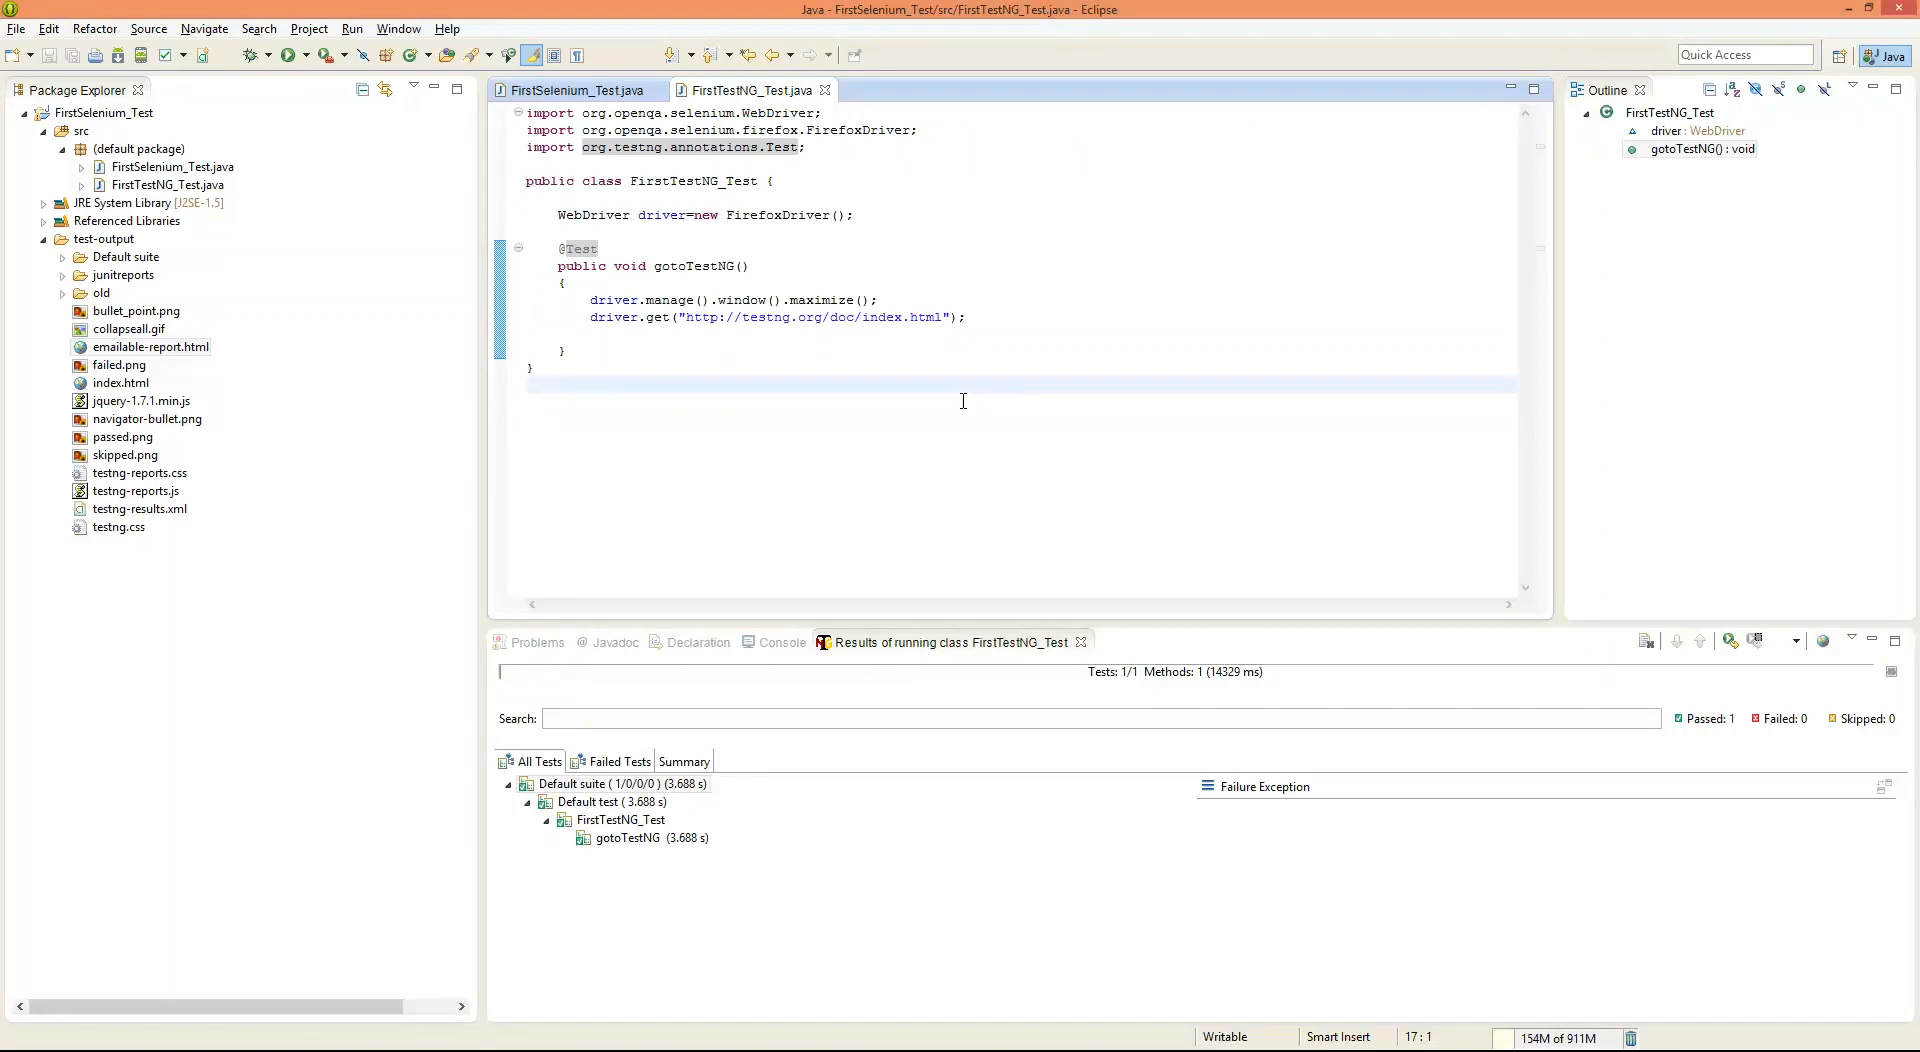 Java - FirstSelenium_Test/src/FirstTestNG_Test.java - Eclipse
File Edit Refactor Source Navigate Search Project Run Window Help
Quick Access
Java
Package Explorer
FirstSelenium_Test
src
(default package)
FirstSelenium_Test.java
FirstTestNG_Test.java
JRE System Library [J2SE-1.5]
Referenced Libraries
test-output
Default suite
junitreports
old
bullet_point.png
collapseall.gif
emailable-report.html
failed.png
index.html
jquery-1.7.1.min.js
navigator-bullet.png
passed.png
skipped.png
testng-reports.css
testng-reports.js
testng-results.xml
testng.css
FirstSelenium_Test.java FirstTestNG_Test.java
import org.openqa.selenium.WebDriver;
import org.openqa.selenium.firefox.FirefoxDriver;
import org.testng.annotations.Test;
public class FirstTestNG_Test {
WebDriver driver=new FirefoxDriver();
@Test
public void gotoTestNG()
{
driver.manage().window().maximize();
driver.get("http://testng.org/doc/index.html");
}
}
Outline
FirstTestNG_Test
driver : WebDriver
gotoTestNG() : void
Problems @ Javadoc Declaration Console Results of running class FirstTestNG_Test
Tests: 1/1 Methods: 1 (14329 ms)
Search: Passed: 1 Failed: 0 Skipped: 0
All Tests Failed Tests Summary
Default suite ( 1/0/0/0 ) (3.688 s)
Default test ( 3.688 s)
FirstTestNG_Test
gotoTestNG (3.688 s)
Failure Exception
Writable Smart Insert 17 : 1 154M of 911M